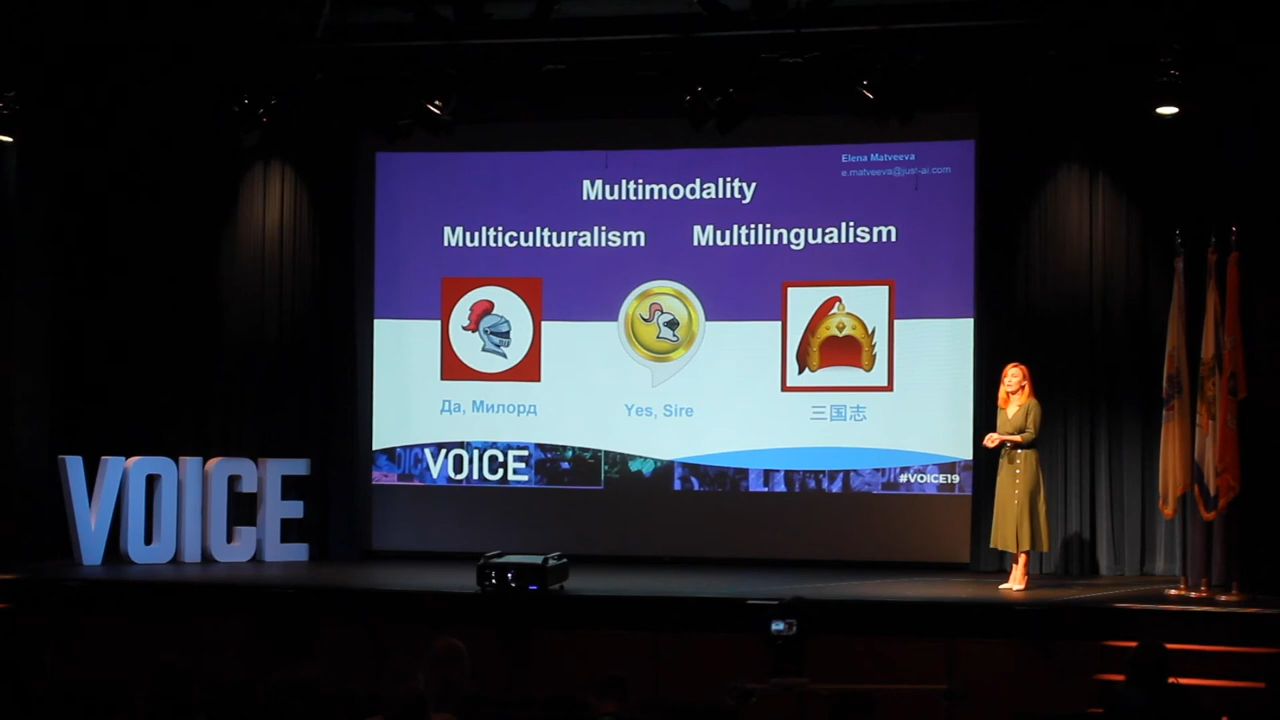 Elena Matveeva
e.matveeva@just-ai.com
Multimodality
Multiculturalism
Multilingualism
Да, Милорд
Yes, Sire
三国志
VOICE
#VOICE19
VOICE